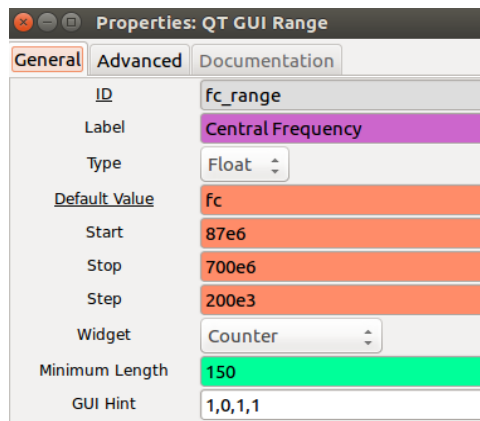 Properties: QT GUI Range
General Advanced Documentation
ID fc_range
Label Central Frequency
Type Float
Default Value fc
Start 87e6
Stop 700e6
Step 200e3
Widget Counter
Minimum Length 150
GUI Hint 1,0,1,1